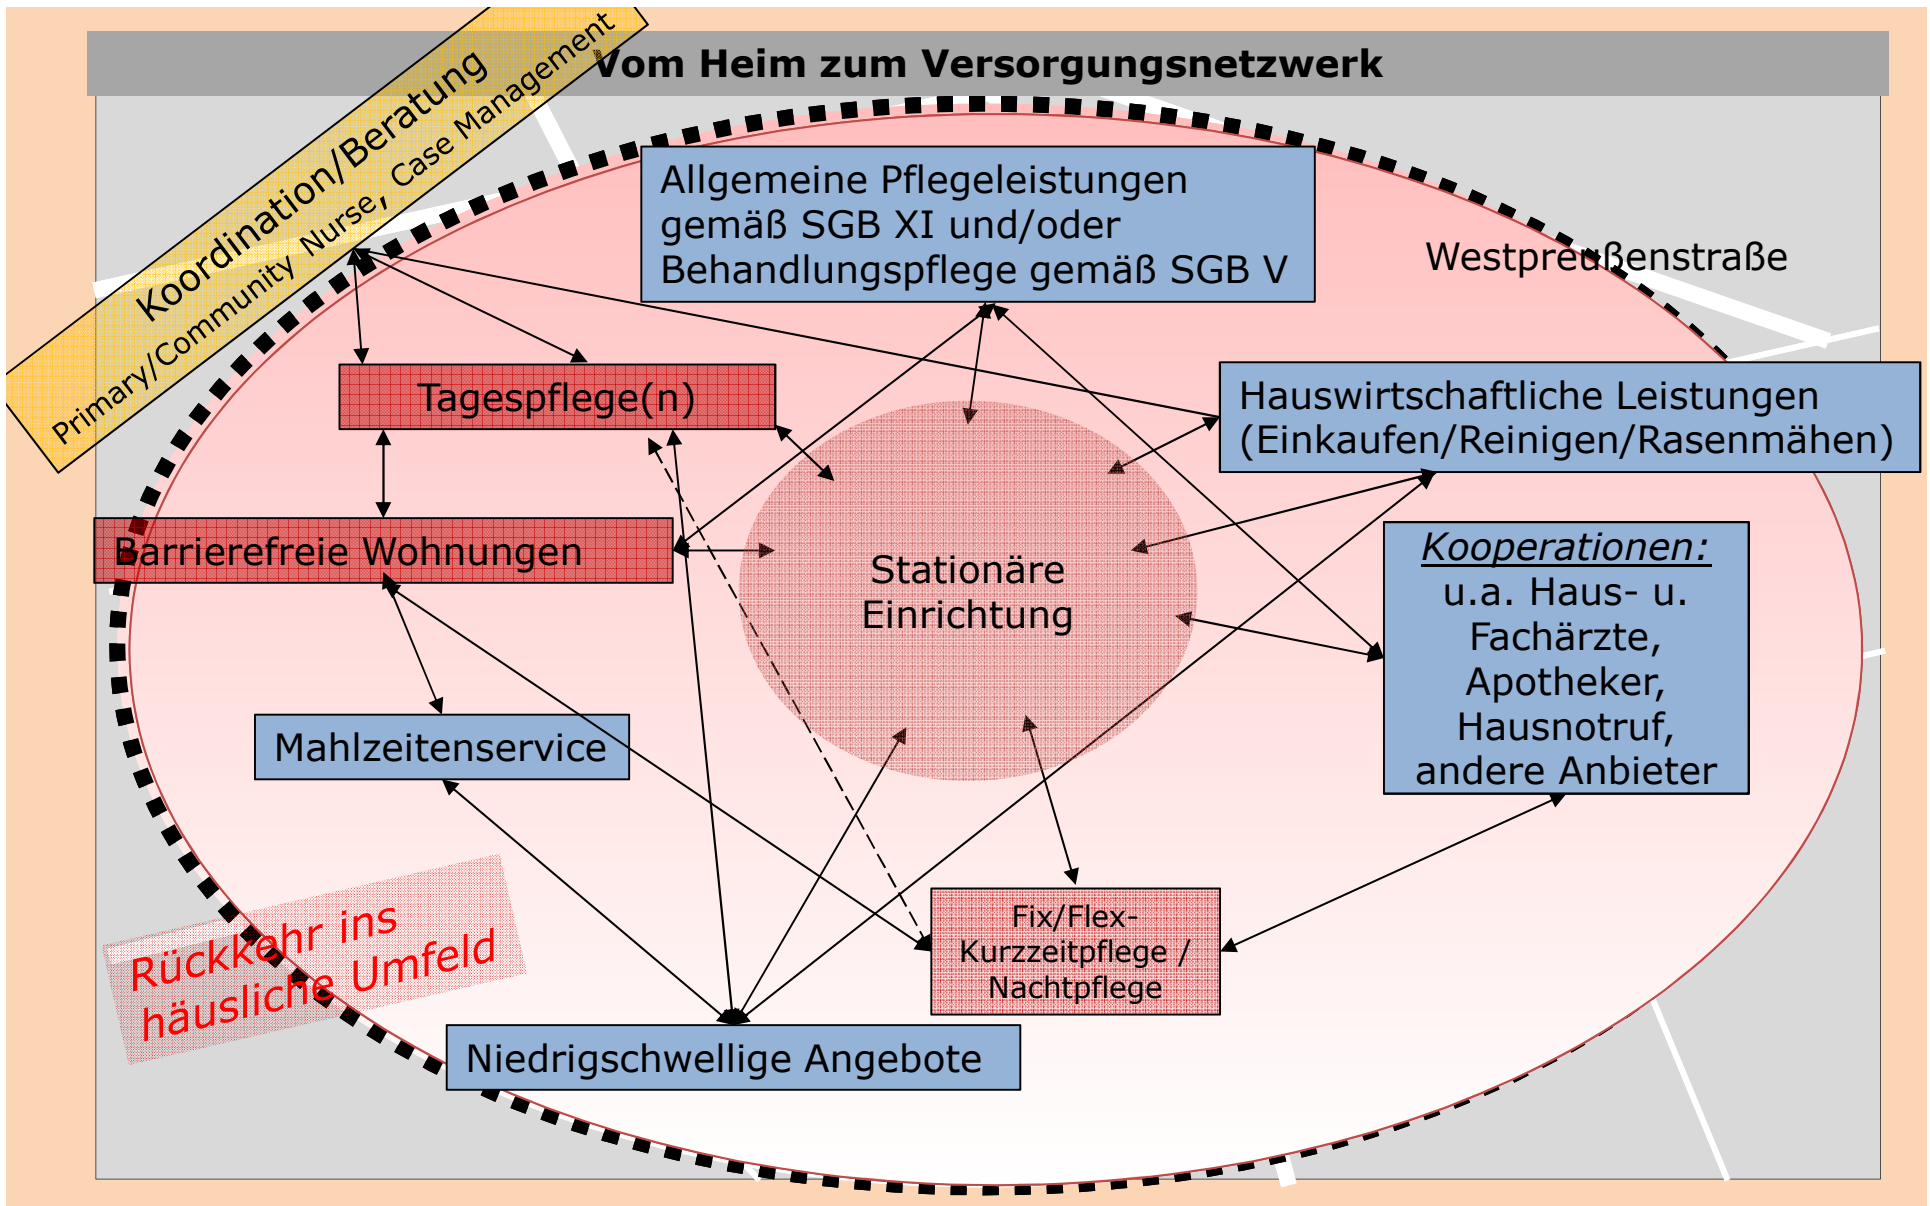 Vom Heim zum Versorgungsnetzwerk
Koordination/Beratung
Primary/Community Nurse, Case Management
Allgemeine Pflegeleistungen
gemäß SGB XI und/oder
Behandlungspflege gemäß SGB V
Westpreußenstraße
Tagespflege(n)
Hauswirtschaftliche Leistungen
(Einkaufen/Reinigen/Rasenmähen)
Barrierefreie Wohnungen
Stationäre
Einrichtung
Kooperationen:
u.a. Haus- u.
Fachärzte,
Apotheker,
Hausnotruf,
andere Anbieter
Mahlzeitenservice
Rückkehr ins
häusliche Umfeld
Fix/Flex-
Kurzzeitpflege /
Nachtpflege
Niedrigschwellige Angebote